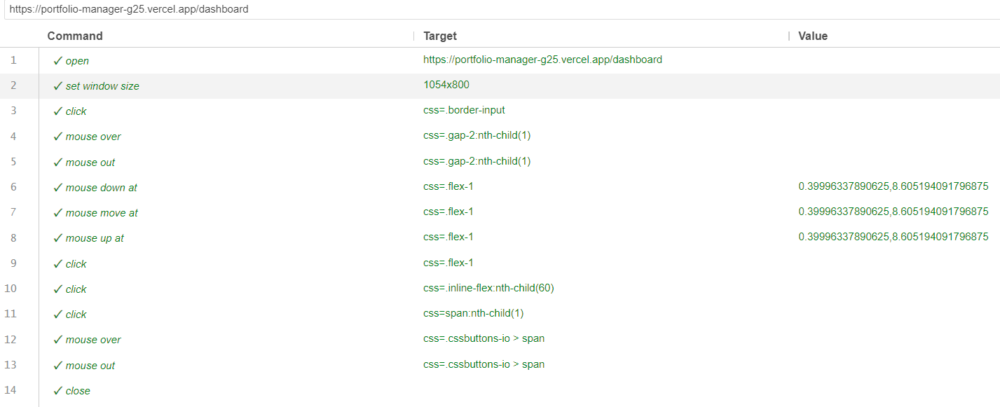 https://portfolio-manager-g25.vercel.app/dashboard
Command Target Value
1 ✓ open https://portfolio-manager-g25.vercel.app/dashboard
2 ✓ set window size 1054x800
3 ✓ click css=.border-input
4 ✓ mouse over css=.gap-2:nth-child(1)
5 ✓ mouse out css=.gap-2:nth-child(1)
6 ✓ mouse down at css=.flex-1 0.39996337890625,8.605194091796875
7 ✓ mouse move at css=.flex-1 0.39996337890625,8.605194091796875
8 ✓ mouse up at css=.flex-1 0.39996337890625,8.605194091796875
9 ✓ click css=.flex-1
10 ✓ click css=.inline-flex:nth-child(60)
11 ✓ click css=span:nth-child(1)
12 ✓ mouse over css=.cssbuttons-io > span
13 ✓ mouse out css=.cssbuttons-io > span
14 ✓ close